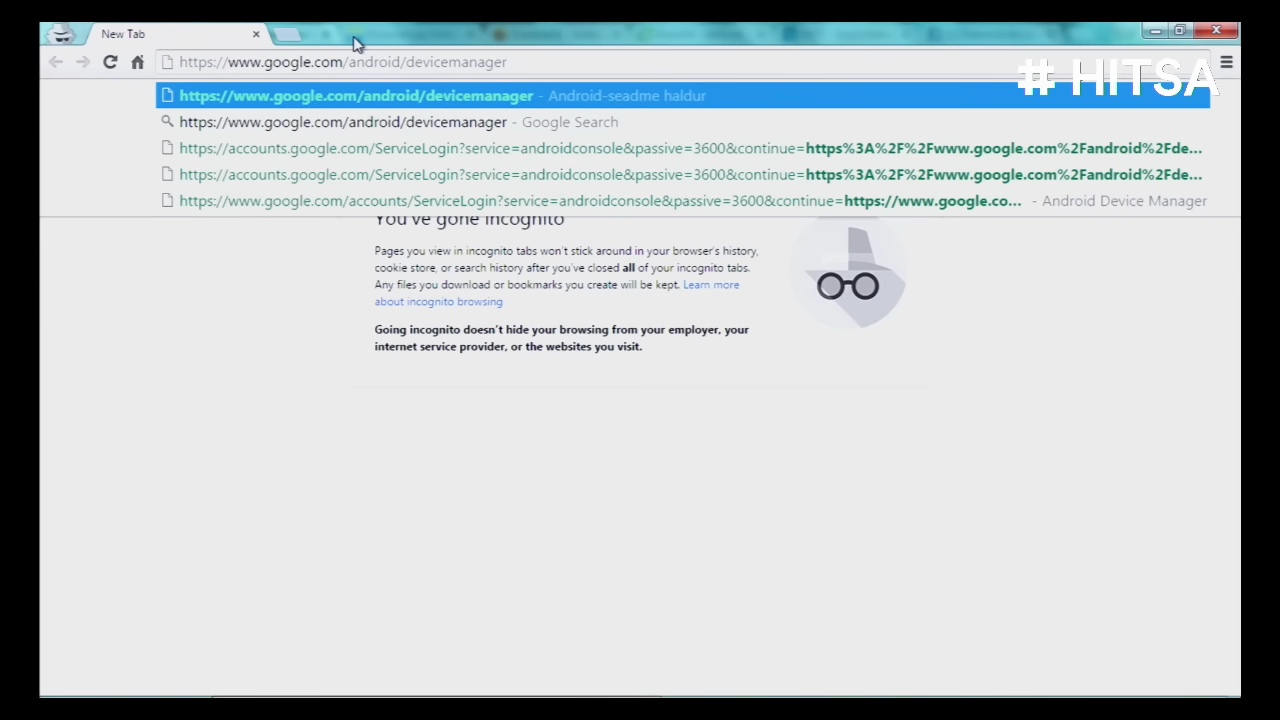 New Tab
https://www.google.com/android/devicemanager
# HITSA
https://www.google.com/android/devicemanager - Android-seadme haldur
https://www.google.com/android/devicemanager - Google Search
https://accounts.google.com/ServiceLogin?service=androidconsole&passive=3600&continue=https%3A%2F%2Fwww.google.com%2Fandroid%2Fde...
https://accounts.google.com/ServiceLogin?service=androidconsole&passive=3600&continue=https%3A%2F%2Fwww.google.com%2Fandroid%2Fde...
https://www.google.com/accounts/ServiceLogin?service=androidconsole&passive=3600&continue=https://www.google.co... - Android Device Manager
You've gone incognito
Pages you view in incognito tabs won't stick around in your browser's history,
cookie store, or search history after you've closed all of your incognito tabs.
Any files you download or bookmarks you create will be kept. Learn more
about incognito browsing
Going incognito doesn't hide your browsing from your employer, your
internet service provider, or the websites you visit.